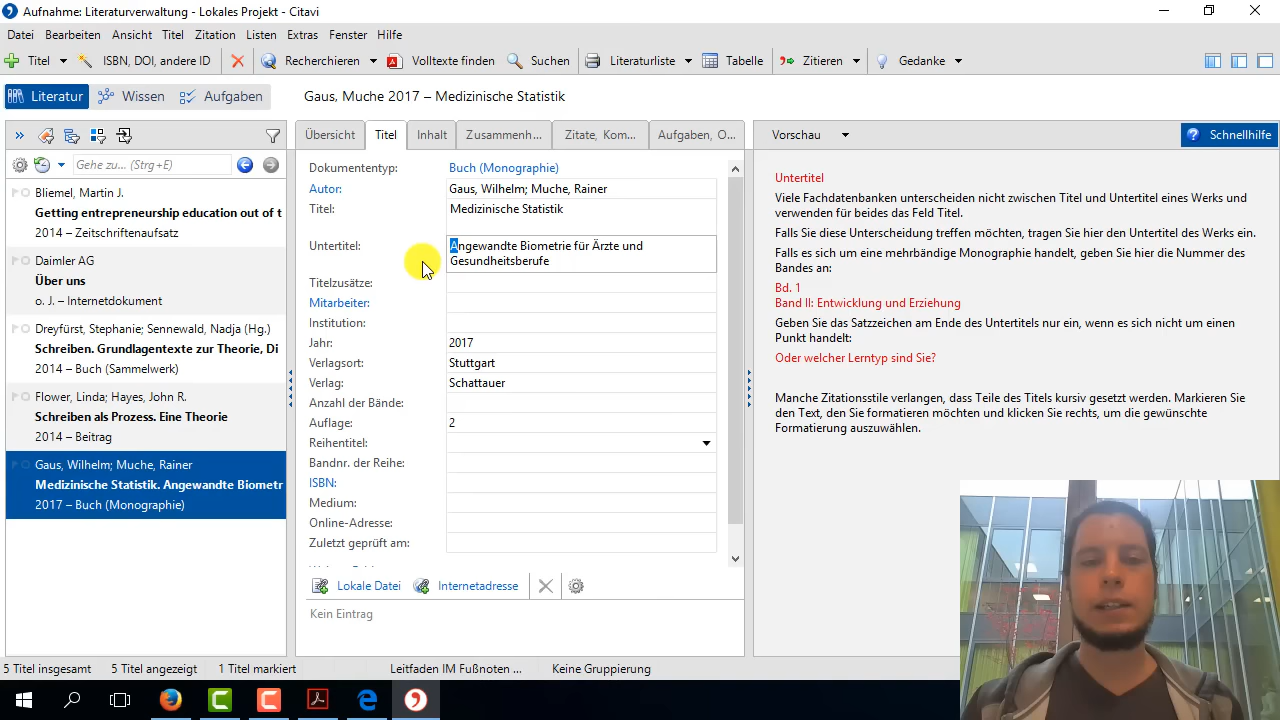 Aufnahme: Literaturverwaltung - Lokales Projekt - Citavi
Datei Bearbeiten Ansicht Titel Zitation Listen Extras Fenster Hilfe
Titel ISBN, DOI, andere ID Recherchieren Volltexte finden Suchen Literaturliste Tabelle Zitieren Gedanke
Literatur Wissen Aufgaben
Gaus, Muche 2017 – Medizinische Statistik
Gehe zu... (Strg+E)
Bliemel, Martin J.
Getting entrepreneurship education out of t
2014 – Zeitschriftenaufsatz
Daimler AG
Über uns
o. J. – Internetdokument
Dreyfürst, Stephanie; Sennewald, Nadja (Hg.)
Schreiben. Grundlagentexte zur Theorie, Di
2014 – Buch (Sammelwerk)
Flower, Linda; Hayes, John R.
Schreiben als Prozess. Eine Theorie
2014 – Beitrag
Gaus, Wilhelm; Muche, Rainer
Medizinische Statistik. Angewandte Biometr
2017 – Buch (Monographie)
Übersicht Titel Inhalt Zusammenh... Zitate, Kom... Aufgaben, O...
Dokumententyp: Buch (Monographie)
Autor: Gaus, Wilhelm; Muche, Rainer
Titel: Medizinische Statistik
Untertitel: Angewandte Biometrie für Ärzte und
Gesundheitsberufe
Titelzusätze:
Mitarbeiter:
Institution:
Jahr: 2017
Verlagsort: Stuttgart
Verlag: Schattauer
Anzahl der Bände:
Auflage: 2
Reihentitel:
Bandnr. der Reihe:
ISBN:
Medium:
Online-Adresse:
Zuletzt geprüft am:
Lokale Datei Internetadresse
Kein Eintrag
Vorschau Schnellhilfe
Untertitel
Viele Fachdatenbanken unterscheiden nicht zwischen Titel und Untertitel eines Werks und
verwenden für beides das Feld Titel.
Falls Sie diese Unterscheidung treffen möchten, tragen Sie hier den Untertitel des Werks ein.
Falls es sich um eine mehrbändige Monographie handelt, geben Sie hier die Nummer des
Bandes an:
Bd. 1
Band II: Entwicklung und Erziehung
Geben Sie das Satzzeichen am Ende des Untertitels nur ein, wenn es sich nicht um einen
Punkt handelt:
Oder welcher Lerntyp sind Sie?
Manche Zitationsstile verlangen, dass Teile des Titels kursiv gesetzt werden. Markieren Sie
den Text, den Sie formatieren möchten und klicken Sie rechts, um die gewünschte
Formatierung auszuwählen.
5 Titel insgesamt 5 Titel angezeigt 1 Titel markiert Leitfaden IM Fußnoten ... Keine Gruppierung